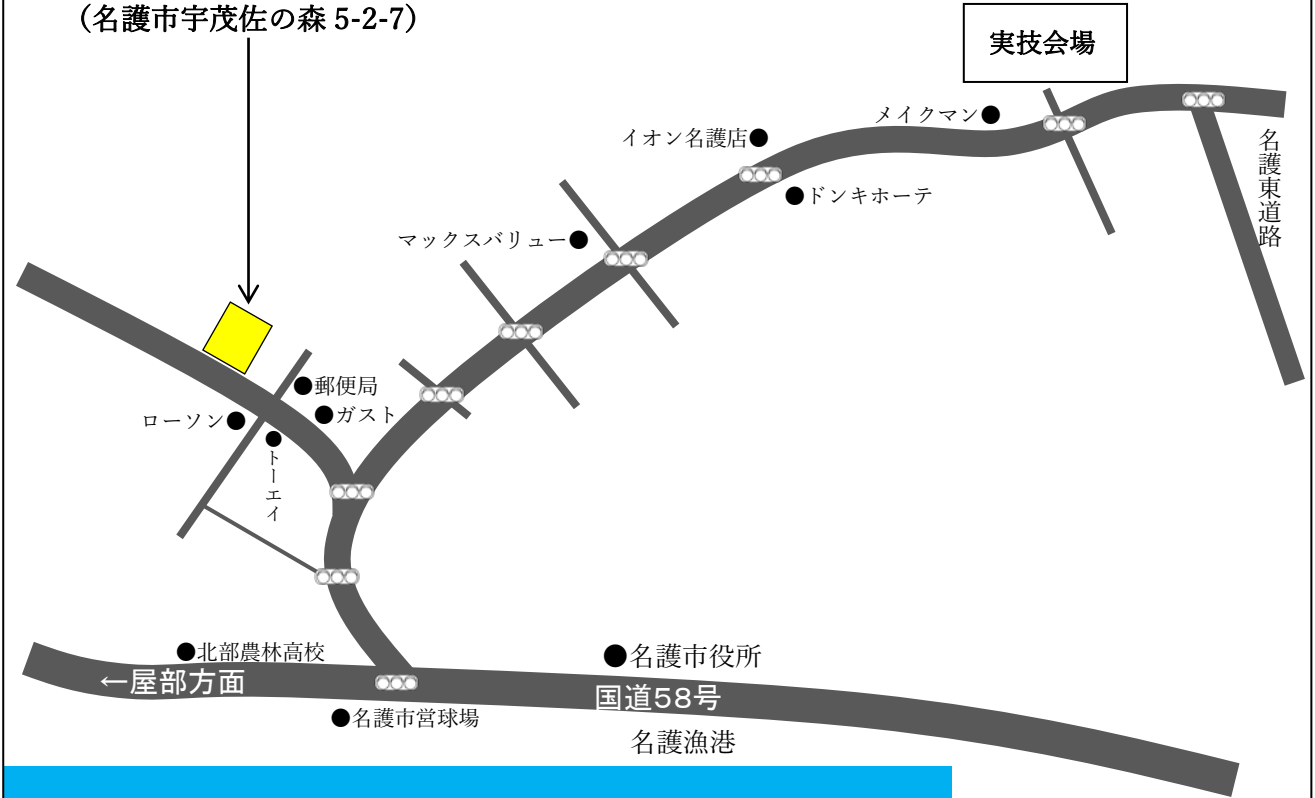 （名護市宇茂佐の森 5-2-7）
実技会場
メイクマン●
イオン名護店●
●ドンキホーテ
名護東道路
マックスバリュー●
●郵便局
●ガスト
ローソン●
●トーエイ
●北部農林高校
●名護市役所
←屋部方面
国道58号
●名護市営球場
名護漁港